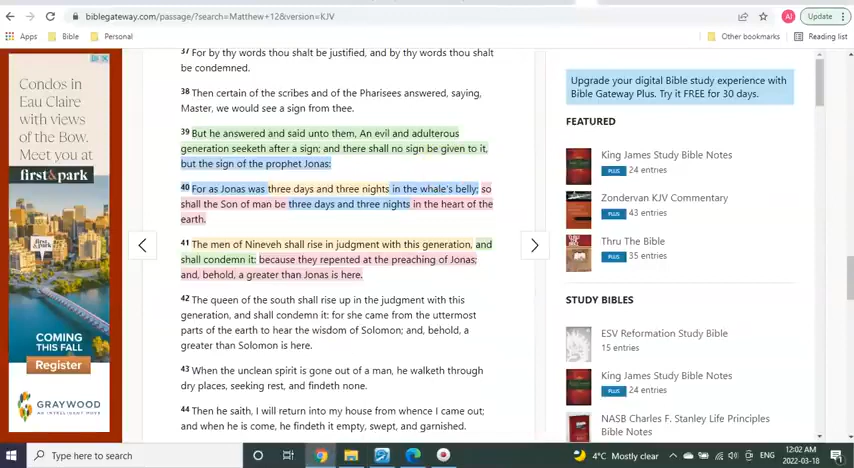 biblegateway.com/passage/?search=Matthew+12&version=KJV
AI
Update
Apps
Bible
Personal
Other bookmarks
Reading list
Condos in
Eau Claire
with views
of the Bow.
Meet you at
first&park
first
&park
COMING
THIS FALL
Register
GRAYWOOD
37 For by thy words thou shalt be justified, and by thy words thou shalt
be condemned.
38 Then certain of the scribes and of the Pharisees answered, saying,
Master, we would see a sign from thee.
39 But he answered and said unto them, An evil and adulterous
generation seeketh after a sign; and there shall no sign be given to it,
but the sign of the prophet Jonas:
40 For as Jonas was three days and three nights in the whale's belly; so
shall the Son of man be three days and three nights in the heart of the
earth.
41 The men of Nineveh shall rise in judgment with this generation, and
shall condemn it: because they repented at the preaching of Jonas;
and, behold, a greater than Jonas is here.
42 The queen of the south shall rise up in the judgment with this
generation, and shall condemn it: for she came from the uttermost
parts of the earth to hear the wisdom of Solomon; and, behold, a
greater than Solomon is here.
43 When the unclean spirit is gone out of a man, he walketh through
dry places, seeking rest, and findeth none.
44 Then he saith, I will return into my house from whence I came out;
and when he is come, he findeth it empty, swept, and garnished.
Upgrade your digital Bible study experience with
Bible Gateway Plus. Try it FREE for 30 days.
FEATURED
King James Study Bible Notes
PLUS 24 entries
Zondervan KJV Commentary
PLUS 43 entries
Thru The Bible
PLUS 35 entries
STUDY BIBLES
ESV Reformation Study Bible
15 entries
King James Study Bible Notes
PLUS 24 entries
NASB Charles F. Stanley Life Principles
Bible Notes
Type here to search
4°C Mostly clear
ENG
12:02 AM
2022-03-18